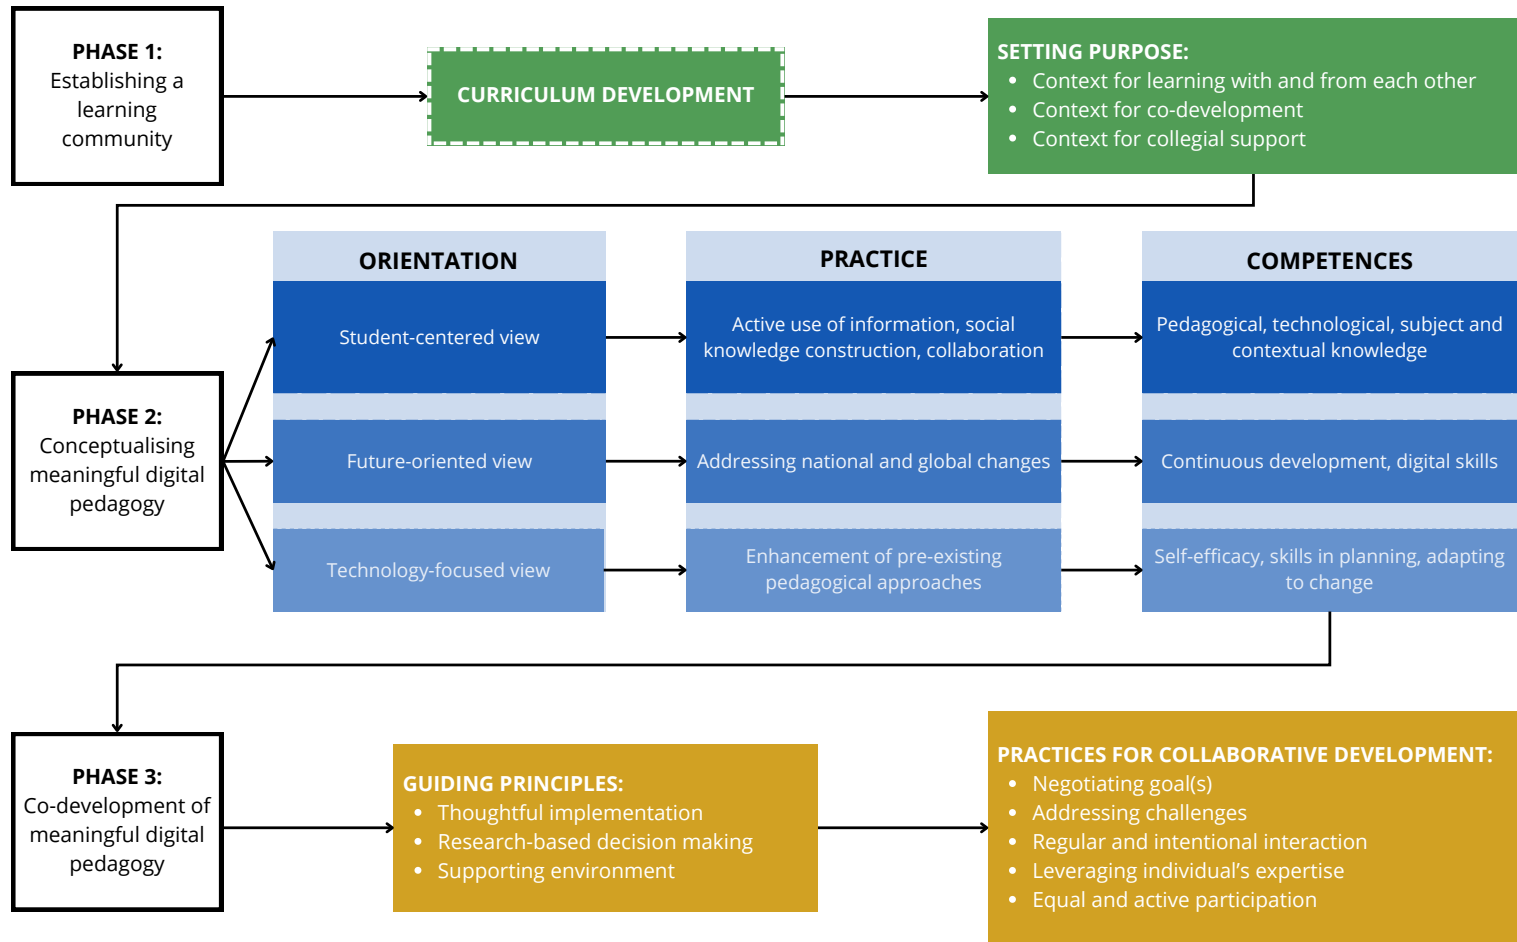 PHASE 1:
Establishing a
learning
community
CURRICULUM DEVELOPMENT
SETTING PURPOSE:
• Context for learning with and from each other
• Context for co-development
• Context for collegial support
ORIENTATION
PRACTICE
COMPETENCES
PHASE 2:
Conceptualising
meaningful digital
pedagogy
Student-centered view
Active use of information, social
knowledge construction, collaboration
Pedagogical, technological, subject and
contextual knowledge
Future-oriented view
Addressing national and global changes
Continuous development, digital skills
Technology-focused view
Enhancement of pre-existing
pedagogical approaches
Self-efficacy, skills in planning, adapting
to change
PHASE 3:
Co-development of
meaningful digital
pedagogy
GUIDING PRINCIPLES:
• Thoughtful implementation
• Research-based decision making
• Supporting environment
PRACTICES FOR COLLABORATIVE DEVELOPMENT:
• Negotiating goal(s)
• Addressing challenges
• Regular and intentional interaction
• Leveraging individual’s expertise
• Equal and active participation